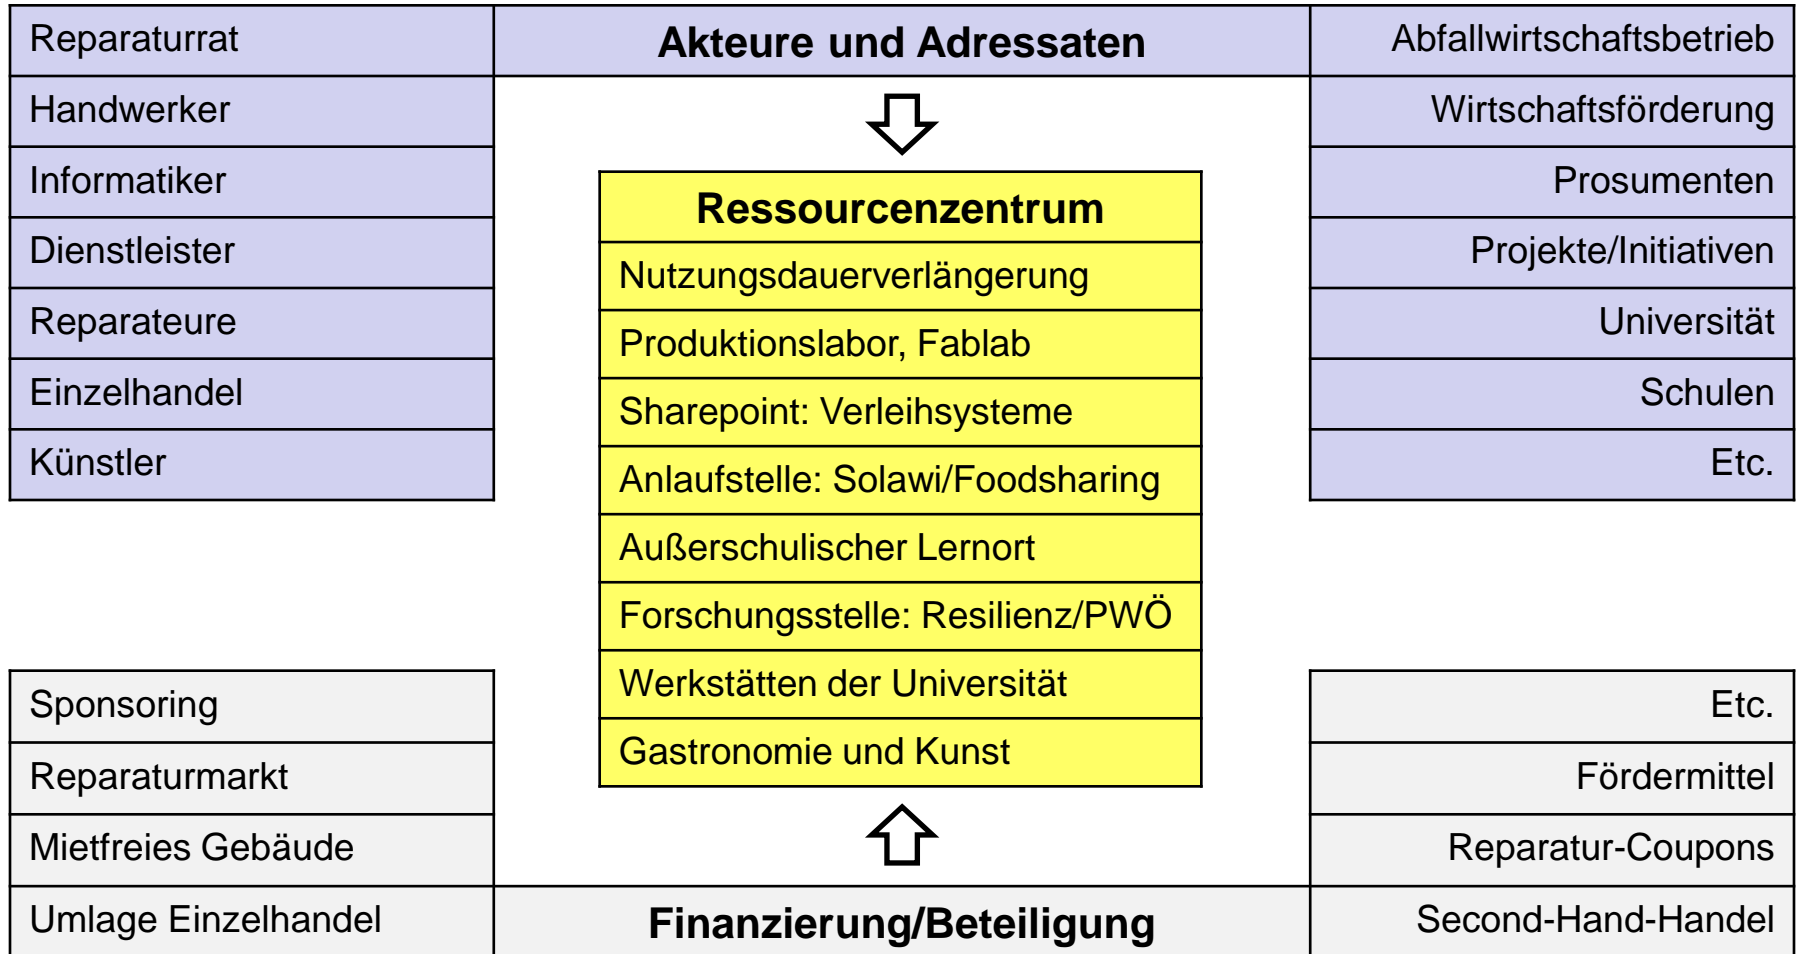 Reparaturrat
Akteure und Adressaten
Abfallwirtschaftsbetrieb
Handwerker
Informatiker
Dienstleister
Reparateure
Einzelhandel
Künstler
Wirtschaftsförderung
Prosumenten
Projekte/Initiativen
Universität
Schulen
Etc.
Ressourcenzentrum
Nutzungsdauerverlängerung
Produktionslabor, Fablab
Sharepoint: Verleihsysteme
Anlaufstelle: Solawi/Foodsharing
Außerschulischer Lernort
Forschungsstelle: Resilienz/PWÖ
Werkstätten der Universität
Gastronomie und Kunst
Sponsoring
Reparaturmarkt
Mietfreies Gebäude
Umlage Einzelhandel
Finanzierung/Beteiligung
Etc.
Fördermittel
Reparatur-Coupons
Second-Hand-Handel